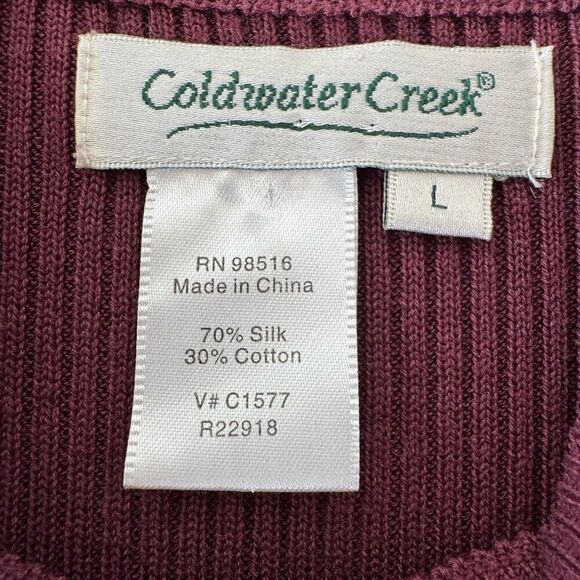 Coldwater Creek®
L
RN 98516
Made in China
70% Silk
30% Cotton
V# C1577
R22918